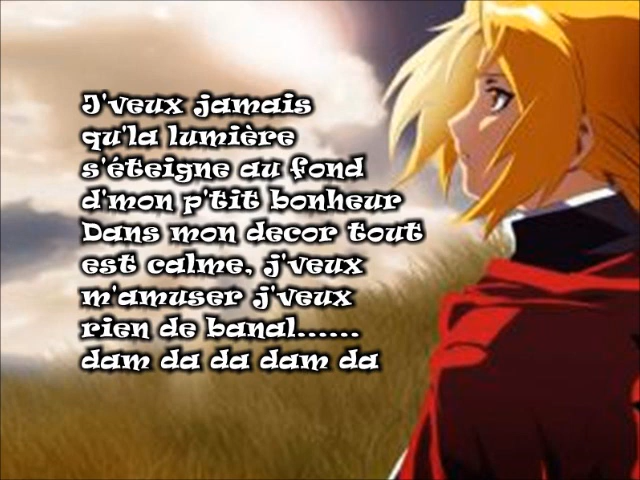 J'veux jamais
qu'la lumière
s'éteigne au fond
d'mon p'tit bonheur
Dans mon decor tout
est calme, j'veux
m'amuser j'veux
rien de banal......
dam da da dam da